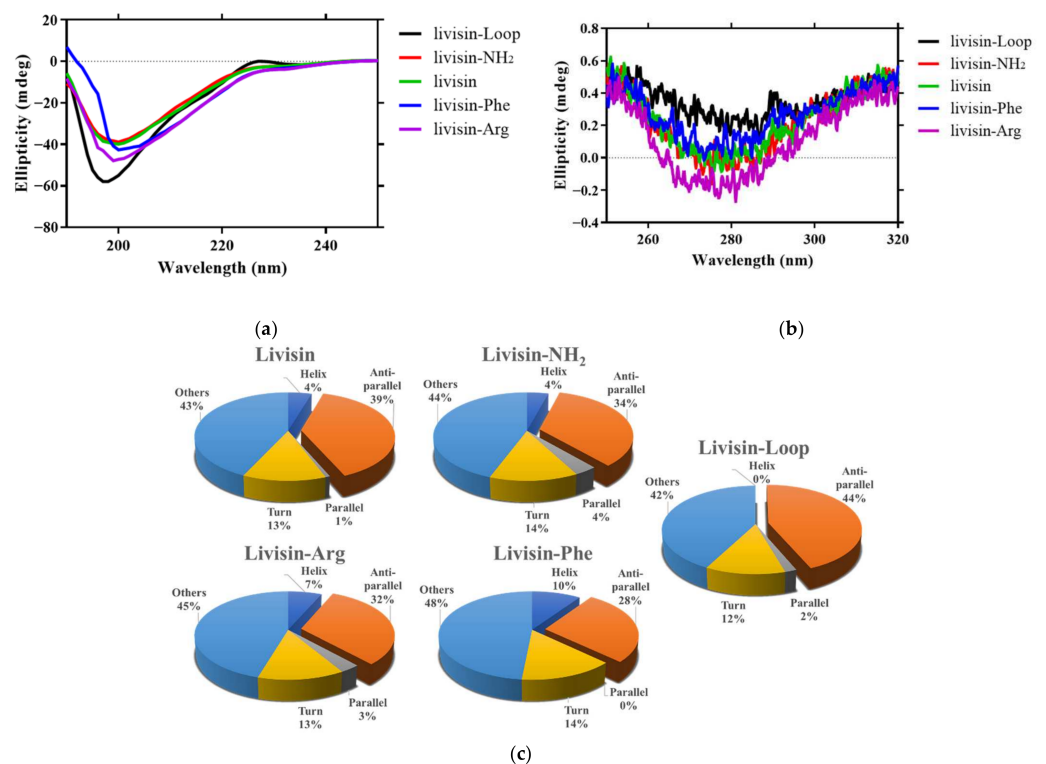 20
0
−20
−40
−60
−80
Ellipticity (mdeg)
200
220
240
Wavelength (nm)
livisin-Loop
livisin-NH₂
livisin
livisin-Phe
livisin-Arg
(a)
0.8
0.6
0.4
0.2
0.0
−0.2
−0.4
Ellipticity (mdeg)
260
280
300
320
Wavelength (nm)
livisin-Loop
livisin-NH₂
livisin
livisin-Phe
livisin-Arg
(b)
Livisin
Helix
4%
Anti-
parallel
39%
Parallel
1%
Turn
13%
Others
43%
Livisin-NH₂
Helix
4%
Anti-
parallel
34%
Parallel
4%
Turn
14%
Others
44%
Livisin-Loop
Helix
0%
Anti-
parallel
44%
Parallel
2%
Turn
12%
Others
42%
Livisin-Arg
Helix
7%
Anti-
parallel
32%
Parallel
3%
Turn
13%
Others
45%
Livisin-Phe
Helix
10%
Anti-
parallel
28%
Parallel
0%
Turn
14%
Others
48%
(c)